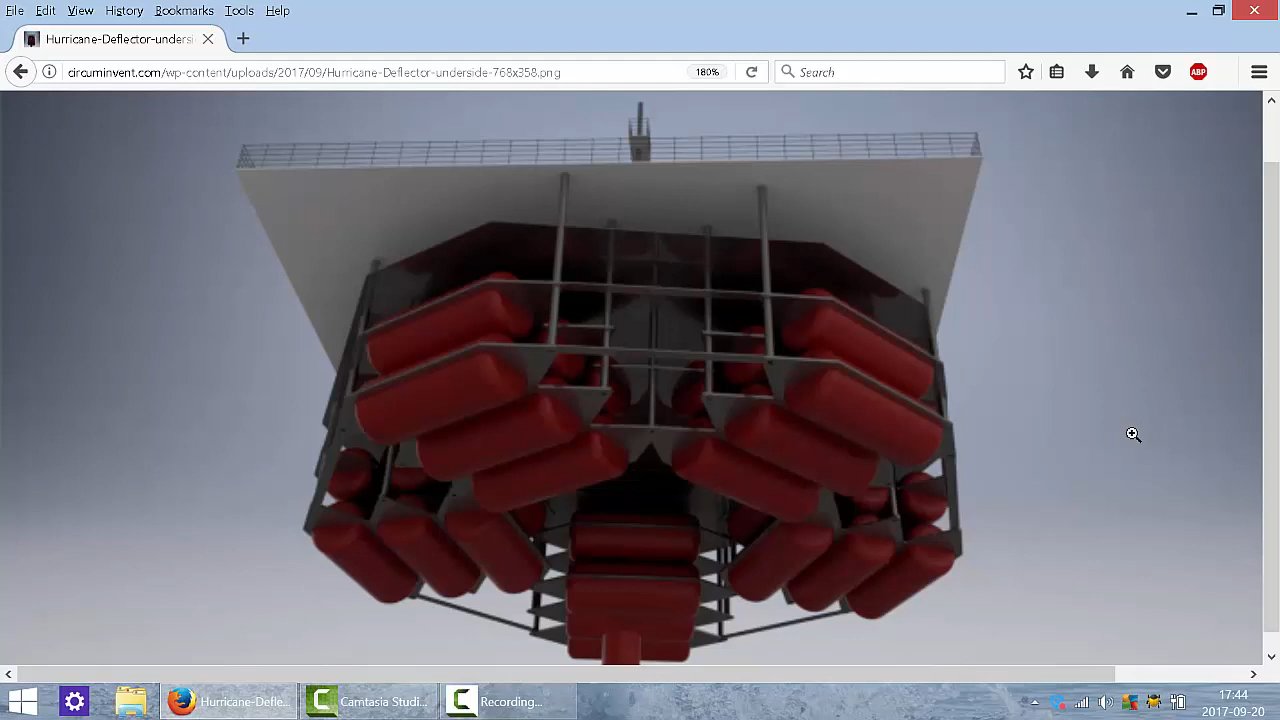 File Edit View History Bookmarks Tools Help
Hurricane-Deflector-undersi
circuminvent.com/wp-content/uploads/2017/09/Hurricane-Deflector-underside-768x358.png 180% Search ABP
Hurricane-Defle... Camtasia Studi... Recording... 17:44
2017-09-20